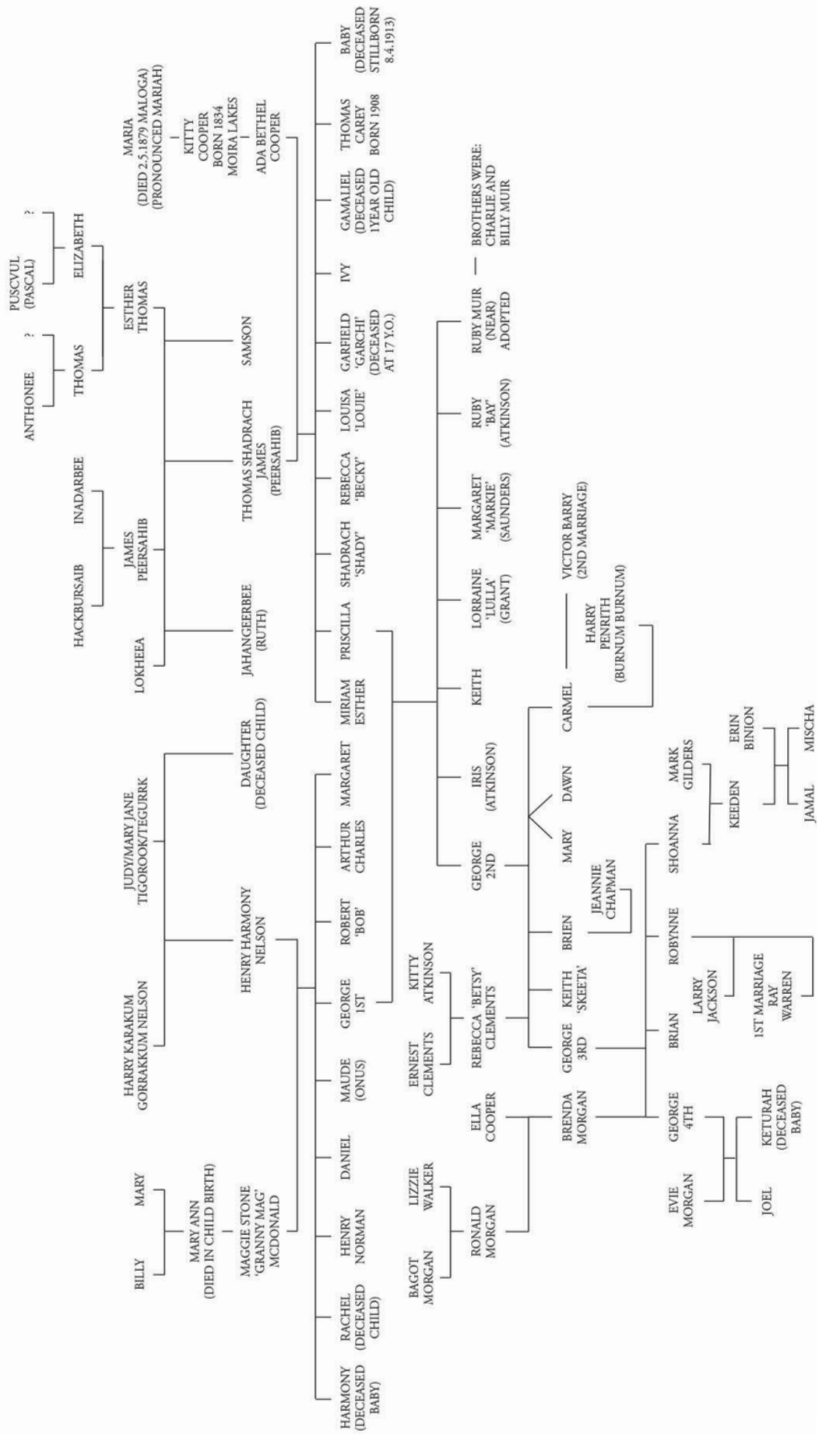 PUSCVUL
(PASCAL)
?
ANTHONEE
?
THOMAS
ELIZABETH
HACKBURSAIB
INADARBEE
MARIA
(DIED 2.5.1879 MALOGA)
(PRONOUNCED MARIAH)
KITTY
COOPER
BORN 1834
MOIRA LAKES
ADA BETHEL
COOPER
BILLY
MARY
HARRY KARAKUM
GORRAKKUM NELSON
JUDY/MARY JANE
TIGOROOK/TEGURRK
LOKHEEA
JAMES
PEERSAHIB
ESTHER
THOMAS
MARY ANN
(DIED IN CHILD BIRTH)
MAGGIE STONE
'GRANNY MAG'
MCDONALD
HENRY HARMONY
NELSON
DAUGHTER
(DECEASED CHILD)
JAHANGEERBEE
(RUTH)
THOMAS SHADRACH
JAMES
(PEERSAHIB)
SAMSON
HARMONY
(DECEASED
BABY)
RACHEL
(DECEASED
CHILD)
HENRY
NORMAN
DANIEL
MAUDE
(ONUS)
GEORGE
1ST
ROBERT
'BOB'
ARTHUR
CHARLES
MARGARET
MIRIAM
ESTHER
PRISCILLA
SHADRACH
'SHADY'
REBECCA
'BECKY'
LOUISA
'LOUIE'
GARFIELD
'GARCHI'
(DECEASED
AT 17 Y.O.)
IVY
GAMALIEL
(DECEASED
1YEAR OLD
CHILD)
THOMAS
CAREY
BORN 1908
BABY
(DECEASED
STILLBORN
8.4.1913)
BAGOT
MORGAN
LIZZIE
WALKER
ERNEST
CLEMENTS
KITTY
ATKINSON
RONALD
MORGAN
ELLA
COOPER
REBECCA 'BETSY'
CLEMENTS
GEORGE
2ND
IRIS
(ATKINSON)
KEITH
LORRAINE
'LULLA'
(GRANT)
MARGARET
'MARKIE'
(SAUNDERS)
RUBY
'BAY'
(ATKINSON)
RUBY MUIR
(NEAR)
ADOPTED
BROTHERS WERE:
CHARLIE AND
BILLY MUIR
BRENDA
MORGAN
GEORGE
3RD
KEITH
'SKEETA'
BRIEN
JEANNIE
CHAPMAN
MARY
DAWN
CARMEL
VICTOR BARRY
(2ND MARRIAGE)
HARRY
PENRITH
(BURNUM BURNUM)
EVIE
MORGAN
GEORGE
4TH
BRIAN
ROBYNNE
LARRY
JACKSON
1ST MARRIAGE
RAY
WARREN
SHOANNA
MARK
GILDERS
KEEDEN
ERIN
BINION
JOEL
KETURAH
(DECEASED
BABY)
JAMAL
MISCHA